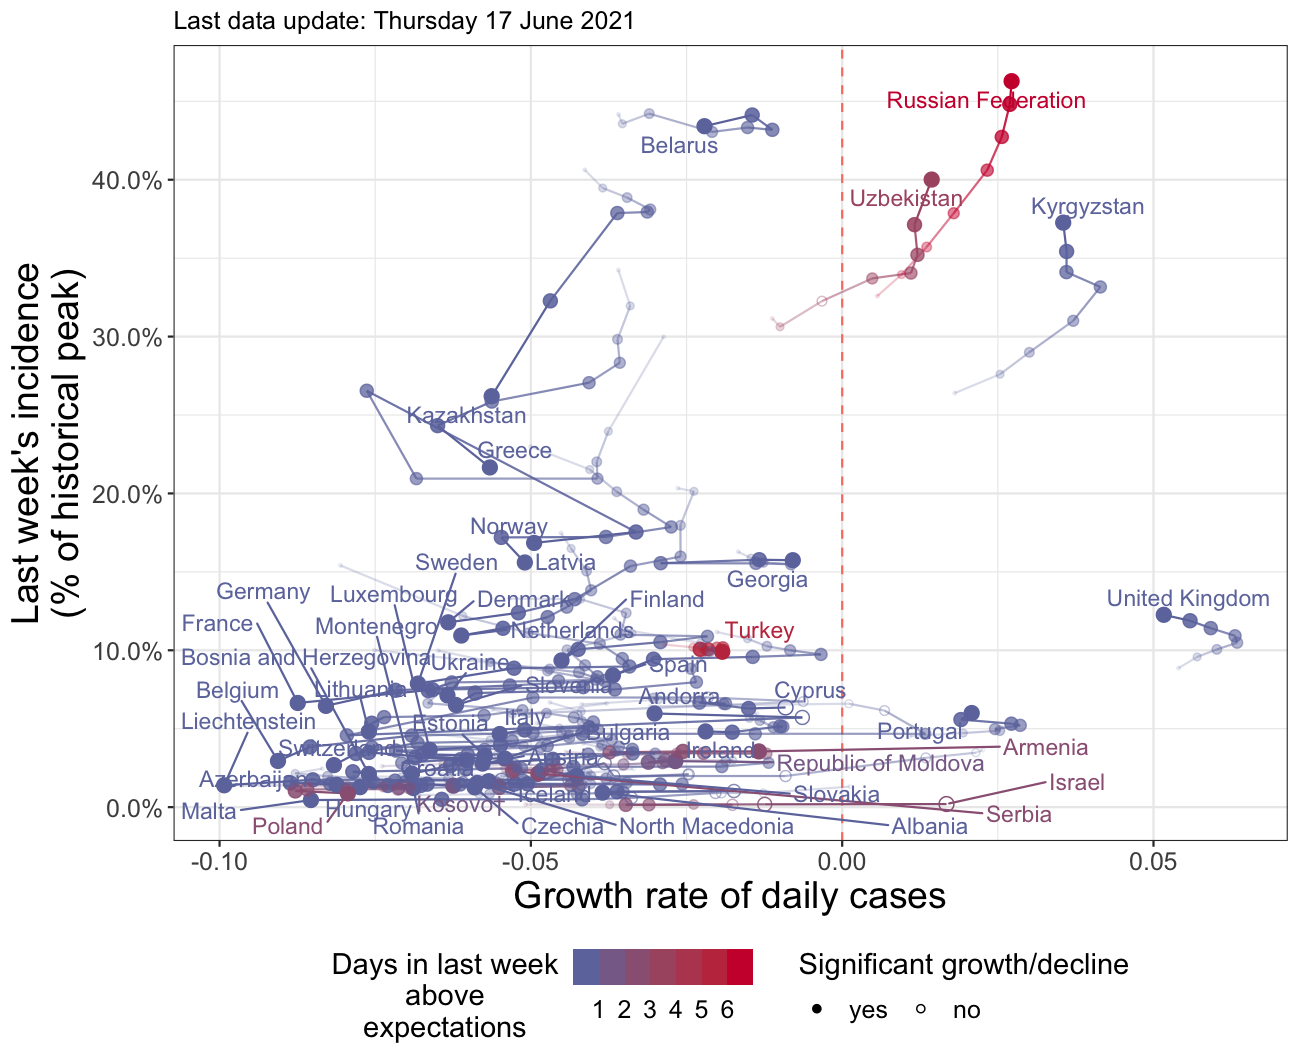 Last data update: Thursday 17 June 2021
Last week's incidence
(% of historical peak)
40.0%
30.0%
20.0%
10.0%
0.0%
Russian Federation
Belarus
Uzbekistan
Kyrgyzstan
Kazakhstan
Greece
Norway
Sweden
Latvia
Georgia
Germany
Luxembourg
Denmark
Finland
United Kingdom
France
Montenegro
Netherlands
Turkey
Bosnia and Herzegovina
Ukraine
Spain
Belgium
Lithuania
Slovenia
Andorra
Cyprus
Liechtenstein
Estonia
Italy
Bulgaria
Portugal
Switzerland
Austria
Ireland
Armenia
Republic of Moldova
Azerbaijan
Croatia
Israel
Iceland
Slovakia
Malta
Hungary
Kosovo†
Serbia
Poland
Romania
Czechia
North Macedonia
Albania
-0.10
-0.05
0.00
0.05
Growth rate of daily cases
Days in last week
above
expectations
1 2 3 4 5 6
Significant growth/decline
yes
no